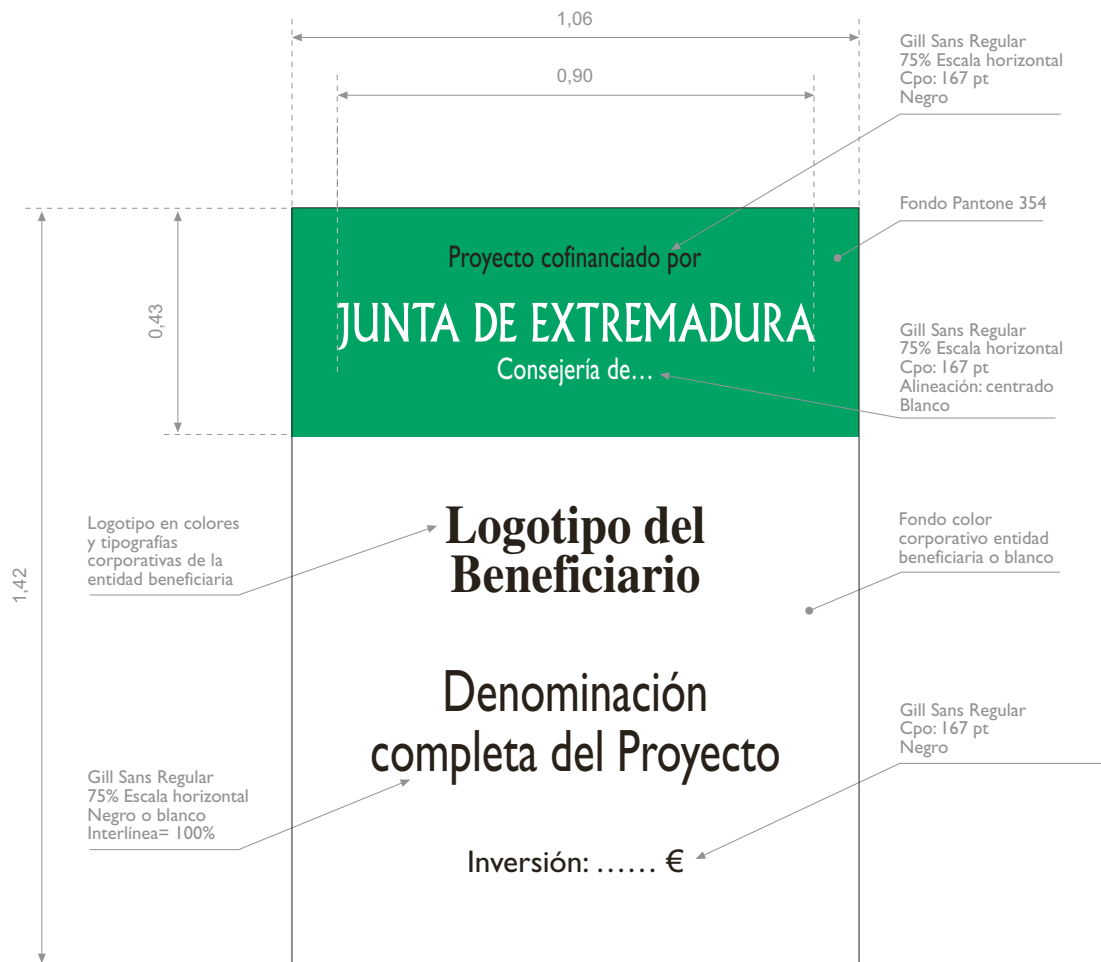 1,06
0,90
Gill Sans Regular
75% Escala horizontal
Cpo: 167 pt
Negro
Fondo Pantone 354
0,43
Proyecto cofinanciado por
JUNTA DE EXTREMADURA
Consejería de...
Gill Sans Regular
75% Escala horizontal
Cpo: 167 pt
Alineación: centrado
Blanco
1,42
Logotipo en colores
y tipografías
corporativas de la
entidad beneficiaria
Logotipo del
Beneficiario
Fondo color
corporativo entidad
beneficiaria o blanco
Denominación
completa del Proyecto
Gill Sans Regular
Cpo: 167 pt
Negro
Gill Sans Regular
75% Escala horizontal
Negro o blanco
Interlínea= 100%
Inversión: ...... €